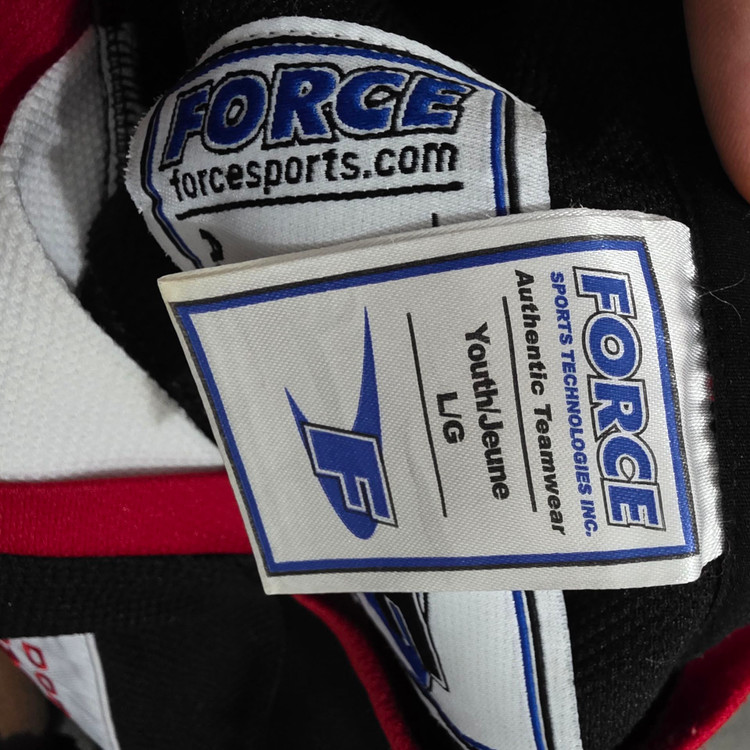 FORCE
forcesports.com
FORCE
SPORTS TECHNOLOGIES INC.
Authentic Teamwear
Youth/Jeune
L/G
F